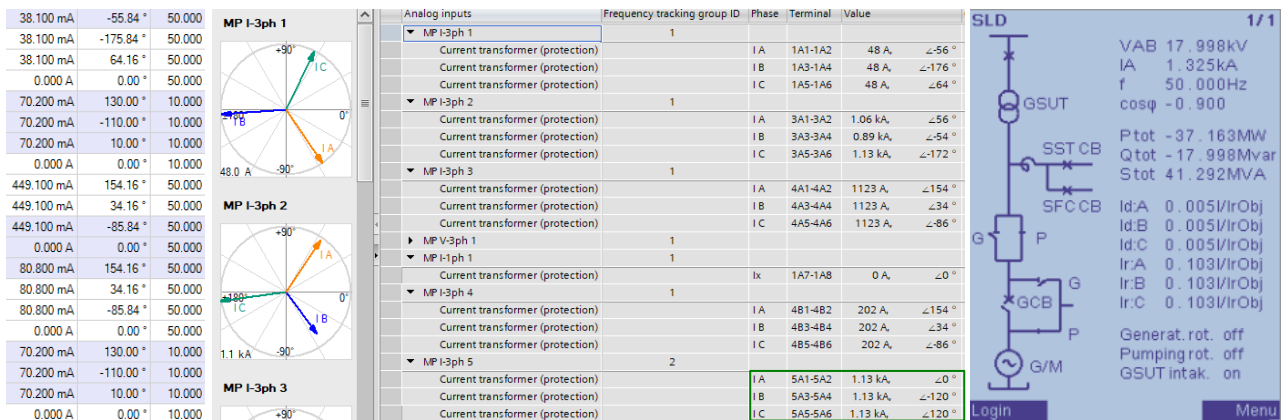 38.100 mA -55.84 ° 50.000
38.100 mA -175.84 ° 50.000
38.100 mA 64.16 ° 50.000
0.000 A 0.00 ° 50.000
70.200 mA 130.00 ° 10.000
70.200 mA -110.00 ° 10.000
70.200 mA 10.00 ° 10.000
0.000 A 0.00 ° 10.000
449.100 mA 154.16 ° 50.000
449.100 mA 34.16 ° 50.000
449.100 mA -85.84 ° 50.000
0.000 A 0.00 ° 50.000
80.800 mA 154.16 ° 50.000
80.800 mA 34.16 ° 50.000
80.800 mA -85.84 ° 50.000
0.000 A 0.00 ° 50.000
70.200 mA 130.00 ° 10.000
70.200 mA -110.00 ° 10.000
70.200 mA 10.00 ° 10.000
0.000 A 0.00 ° 10.000
MP I-3ph 1
+90°
I C
I B
0°
I A
48.0 A
-90°
MP I-3ph 2
+90°
I A
±180°
0°
I C
I B
1.1 kA
-90°
MP I-3ph 3
+90°
Analog inputs Frequency tracking group ID Phase Terminal Value
MP I-3ph 1 1
Current transformer (protection) I A 1A1-1A2 48 A, ∠-56 °
Current transformer (protection) I B 1A3-1A4 48 A, ∠-176 °
Current transformer (protection) I C 1A5-1A6 48 A, ∠64 °
MP I-3ph 2 1
Current transformer (protection) I A 3A1-3A2 1.06 kA, ∠56 °
Current transformer (protection) I B 3A3-3A4 0.89 kA, ∠-54 °
Current transformer (protection) I C 3A5-3A6 1.13 kA, ∠-172 °
MP I-3ph 3 1
Current transformer (protection) I A 4A1-4A2 1123 A, ∠154 °
Current transformer (protection) I B 4A3-4A4 1123 A, ∠34 °
Current transformer (protection) I C 4A5-4A6 1123 A, ∠-86 °
MP V-3ph 1 1
MP I-1ph 1 1
Current transformer (protection) Ix 1A7-1A8 0 A, ∠0 °
MP I-3ph 4 1
Current transformer (protection) I A 4B1-4B2 202 A, ∠154 °
Current transformer (protection) I B 4B3-4B4 202 A, ∠34 °
Current transformer (protection) I C 4B5-4B6 202 A, ∠-86 °
MP I-3ph 5 2
Current transformer (protection) I A 5A1-5A2 1.13 kA, ∠0 °
Current transformer (protection) I B 5A3-5A4 1.13 kA, ∠-120 °
Current transformer (protection) I C 5A5-5A6 1.13 kA, ∠120 °
SLD 1/1
VAB 17.998kV
IA 1.325kA
f 50.000Hz
cosφ -0.900
GSUT
Ptot -37.163MW
SST CB
Qtot -17.998Mvar
Stot 41.292MVA
SFC CB
Id:A 0.005I/IrObj
Id:B 0.005I/IrObj
G P
Id:C 0.005I/IrObj
Ir:A 0.103I/IrObj
G
Ir:B 0.103I/IrObj
GCB
Ir:C 0.103I/IrObj
P
Generat.rot. off
Pumping rot. off
G/M
GSUT intak. on
Login Menu